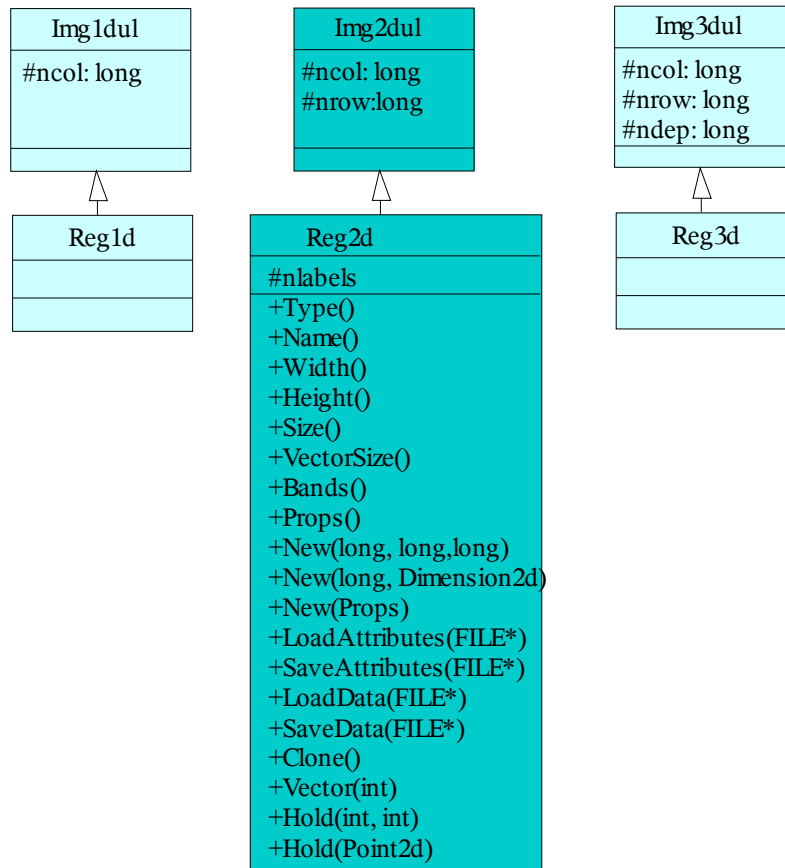 Img1dul
#ncol: long
Reg1d
Img2dul
#ncol: long
#nrow:long
Reg2d
#nlabels
+Type()
+Name()
+Width()
+Height()
+Size()
+VectorSize()
+Bands()
+Props()
+New(long, long,long)
+New(long, Dimension2d)
+New(Props)
+LoadAttributes(FILE*)
+SaveAttributes(FILE*)
+LoadData(FILE*)
+SaveData(FILE*)
+Clone()
+Vector(int)
+Hold(int, int)
+Hold(Point2d)
Img3dul
#ncol: long
#nrow: long
#ndep: long
Reg3d